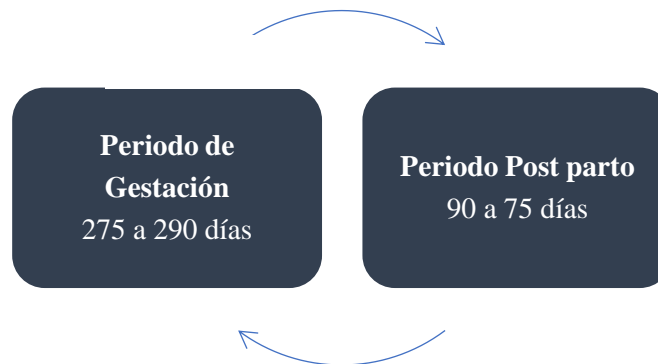 Periodo de
Gestación
275 a 290 días
Periodo Post parto
90 a 75 días